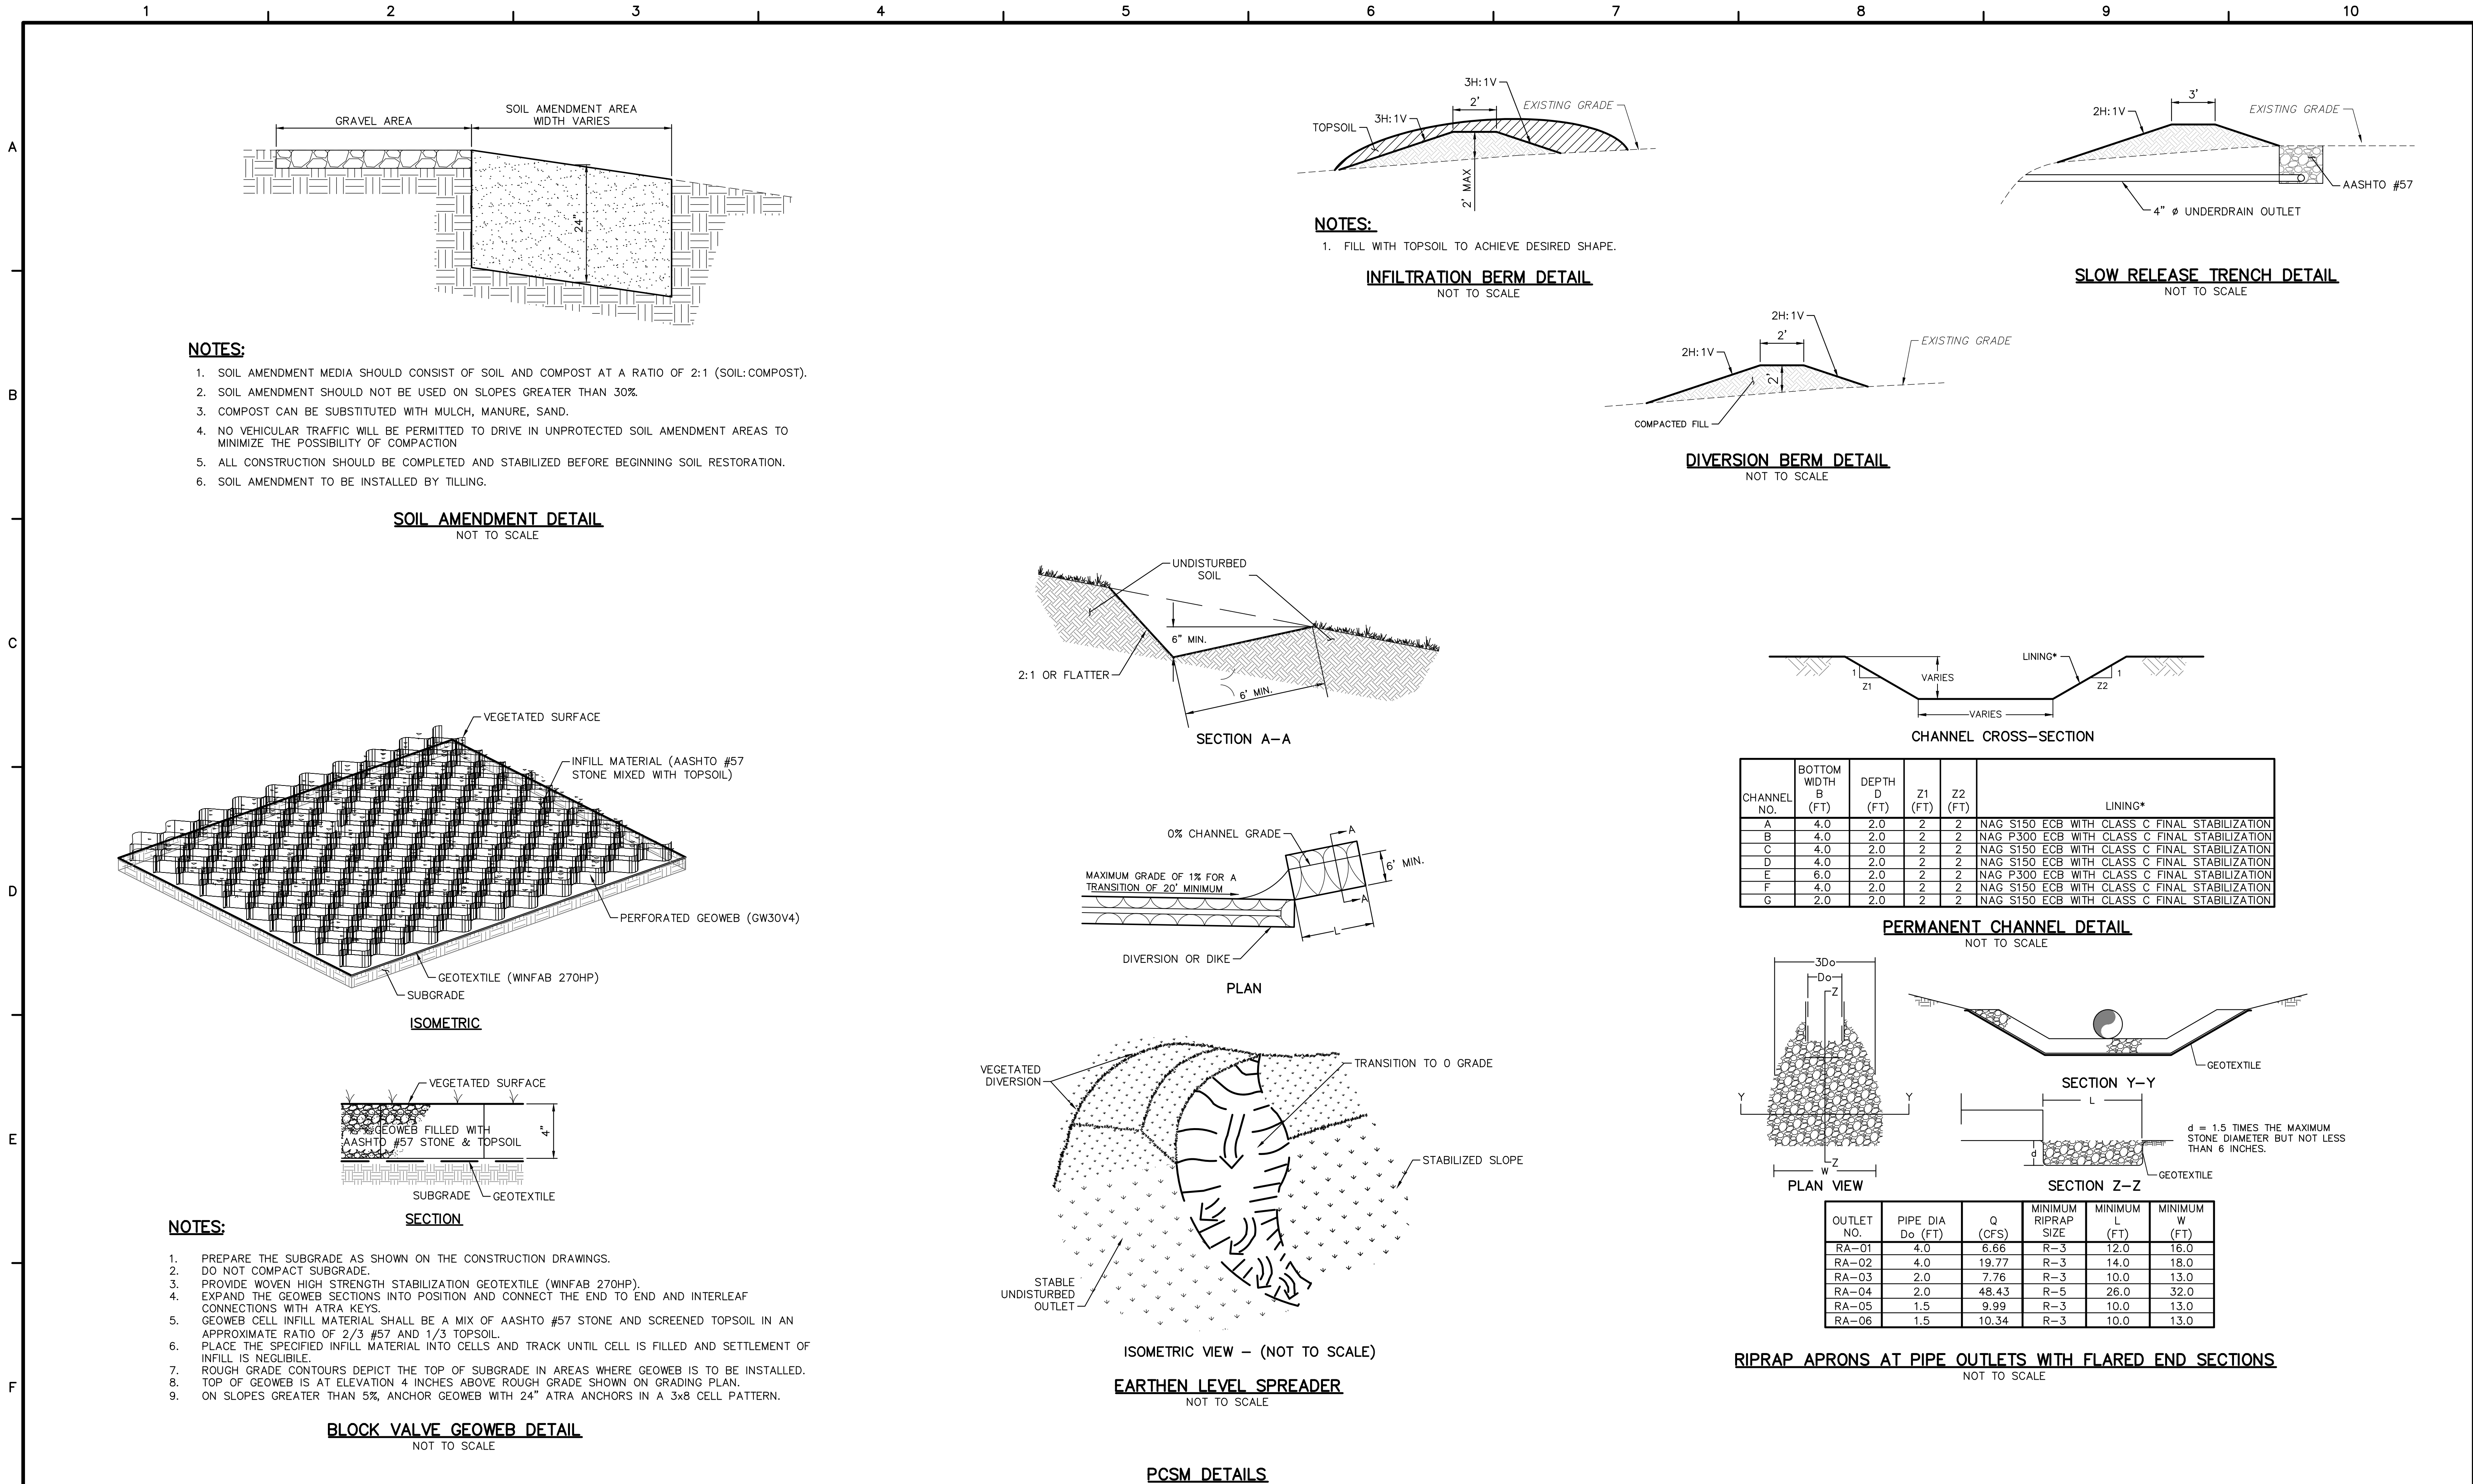 1 2 3 4 5 6 7 8 9 10
A
B
C
D
E
F
GRAVEL AREA
SOIL AMENDMENT AREA
WIDTH VARIES
24"
NOTES:
1. SOIL AMENDMENT MEDIA SHOULD CONSIST OF SOIL AND COMPOST AT A RATIO OF 2:1 (SOIL:COMPOST).
2. SOIL AMENDMENT SHOULD NOT BE USED ON SLOPES GREATER THAN 30%.
3. COMPOST CAN BE SUBSTITUTED WITH MULCH, MANURE, SAND.
4. NO VEHICULAR TRAFFIC WILL BE PERMITTED TO DRIVE IN UNPROTECTED SOIL AMENDMENT AREAS TO
MINIMIZE THE POSSIBILITY OF COMPACTION
5. ALL CONSTRUCTION SHOULD BE COMPLETED AND STABILIZED BEFORE BEGINNING SOIL RESTORATION.
6. SOIL AMENDMENT TO BE INSTALLED BY TILLING.
SOIL AMENDMENT DETAIL
NOT TO SCALE
3H:1V
2'
EXISTING GRADE
3H:1V
TOPSOIL
2' MAX
NOTES:
1. FILL WITH TOPSOIL TO ACHIEVE DESIRED SHAPE.
INFILTRATION BERM DETAIL
NOT TO SCALE
3'
2H:1V
EXISTING GRADE
AASHTO #57
4" ø UNDERDRAIN OUTLET
SLOW RELEASE TRENCH DETAIL
NOT TO SCALE
2H:1V
2'
EXISTING GRADE
2H:1V
2'
COMPACTED FILL
DIVERSION BERM DETAIL
NOT TO SCALE
VEGETATED SURFACE
INFILL MATERIAL (AASHTO #57
STONE MIXED WITH TOPSOIL)
PERFORATED GEOWEB (GW30V4)
GEOTEXTILE (WINFAB 270HP)
SUBGRADE
ISOMETRIC
VEGETATED SURFACE
GEOWEB FILLED WITH
AASHTO #57 STONE & TOPSOIL
4"
SUBGRADE
GEOTEXTILE
SECTION
NOTES:
1. PREPARE THE SUBGRADE AS SHOWN ON THE CONSTRUCTION DRAWINGS.
2. DO NOT COMPACT SUBGRADE.
3. PROVIDE WOVEN HIGH STRENGTH STABILIZATION GEOTEXTILE (WINFAB 270HP).
4. EXPAND THE GEOWEB SECTIONS INTO POSITION AND CONNECT THE END TO END AND INTERLEAF
CONNECTIONS WITH ATRA KEYS.
5. GEOWEB CELL INFILL MATERIAL SHALL BE A MIX OF AASHTO #57 STONE AND SCREENED TOPSOIL IN AN
APPROXIMATE RATIO OF 2/3 #57 AND 1/3 TOPSOIL.
6. PLACE THE SPECIFIED INFILL MATERIAL INTO CELLS AND TRACK UNTIL CELL IS FILLED AND SETTLEMENT OF
INFILL IS NEGLIBILE.
7. ROUGH GRADE CONTOURS DEPICT THE TOP OF SUBGRADE IN AREAS WHERE GEOWEB IS TO BE INSTALLED.
8. TOP OF GEOWEB IS AT ELEVATION 4 INCHES ABOVE ROUGH GRADE SHOWN ON GRADING PLAN.
9. ON SLOPES GREATER THAN 5%, ANCHOR GEOWEB WITH 24" ATRA ANCHORS IN A 3x8 CELL PATTERN.
BLOCK VALVE GEOWEB DETAIL
NOT TO SCALE
UNDISTURBED
SOIL
6" MIN.
2:1 OR FLATTER
6' MIN.
SECTION A-A
0% CHANNEL GRADE
A
6' MIN.
MAXIMUM GRADE OF 1% FOR A
TRANSITION OF 20' MINIMUM
A
L
DIVERSION OR DIKE
PLAN
VEGETATED
DIVERSION
TRANSITION TO 0 GRADE
STABILIZED SLOPE
STABLE
UNDISTURBED
OUTLET
ISOMETRIC VIEW - (NOT TO SCALE)
EARTHEN LEVEL SPREADER
NOT TO SCALE
PCSM DETAILS
LINING*
1
Z1
VARIES
1
Z2
VARIES
CHANNEL CROSS-SECTION
CHANNEL NO. BOTTOM WIDTH B (FT) DEPTH D (FT) Z1 (FT) Z2 (FT) LINING*
A 4.0 2.0 2 2 NAG S150 ECB WITH CLASS C FINAL STABILIZATION
B 4.0 2.0 2 2 NAG P300 ECB WITH CLASS C FINAL STABILIZATION
C 4.0 2.0 2 2 NAG S150 ECB WITH CLASS C FINAL STABILIZATION
D 4.0 2.0 2 2 NAG S150 ECB WITH CLASS C FINAL STABILIZATION
E 6.0 2.0 2 2 NAG P300 ECB WITH CLASS C FINAL STABILIZATION
F 4.0 2.0 2 2 NAG S150 ECB WITH CLASS C FINAL STABILIZATION
G 2.0 2.0 2 2 NAG S150 ECB WITH CLASS C FINAL STABILIZATION
PERMANENT CHANNEL DETAIL
NOT TO SCALE
3Do
Do
Z
Y Y
Z
W
PLAN VIEW
GEOTEXTILE
SECTION Y-Y
L
d
d = 1.5 TIMES THE MAXIMUM
STONE DIAMETER BUT NOT LESS
THAN 6 INCHES.
GEOTEXTILE
SECTION Z-Z
OUTLET NO. PIPE DIA Do (FT) Q (CFS) MINIMUM RIPRAP SIZE MINIMUM L (FT) MINIMUM W (FT)
RA-01 4.0 6.66 R-3 12.0 16.0
RA-02 4.0 19.77 R-3 14.0 18.0
RA-03 2.0 7.76 R-3 10.0 13.0
RA-04 2.0 48.43 R-5 26.0 32.0
RA-05 1.5 9.99 R-3 10.0 13.0
RA-06 1.5 10.34 R-3 10.0 13.0
RIPRAP APRONS AT PIPE OUTLETS WITH FLARED END SECTIONS
NOT TO SCALE